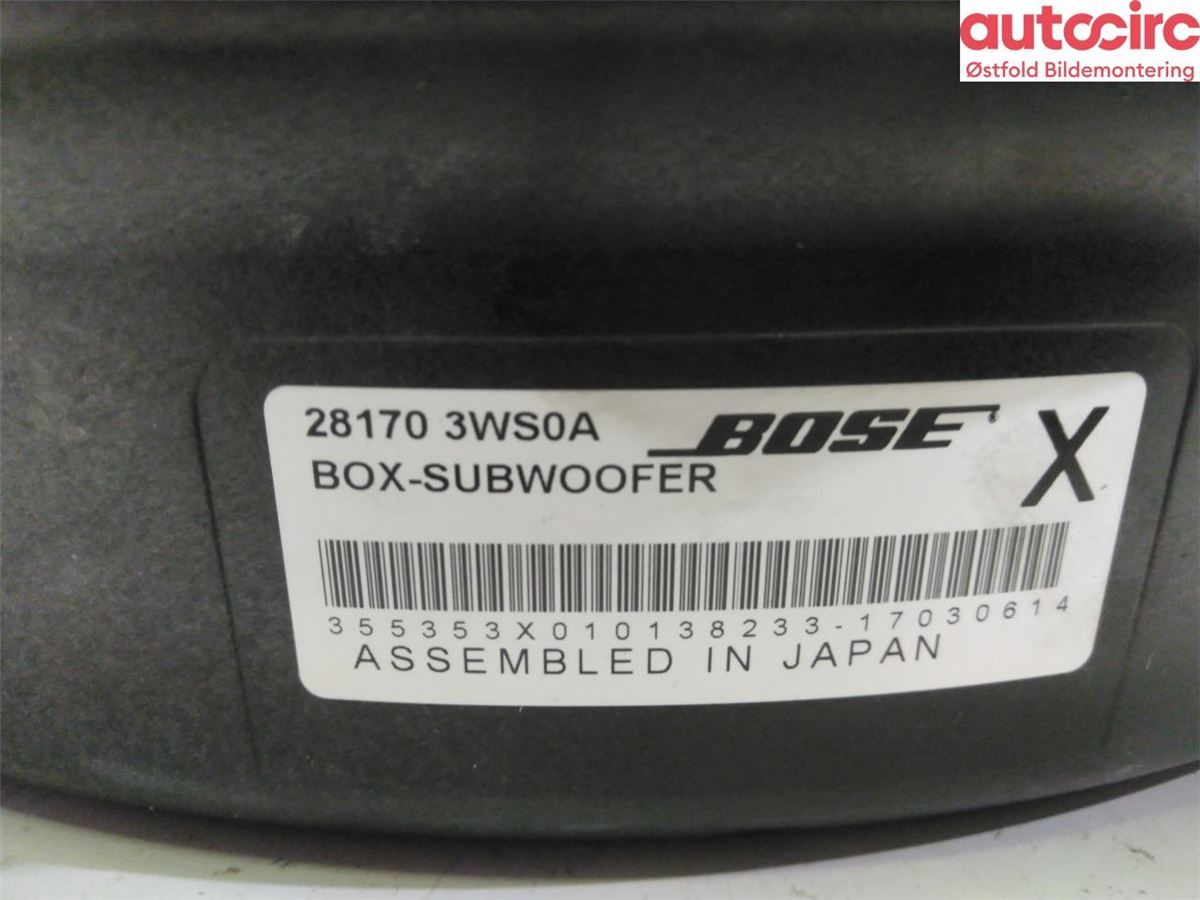 autocirc
Østfold Bildemontering
28170 3WS0A
BOSE®
X
BOX-SUBWOOFER
355353X010138233-17030614
ASSEMBLED IN JAPAN